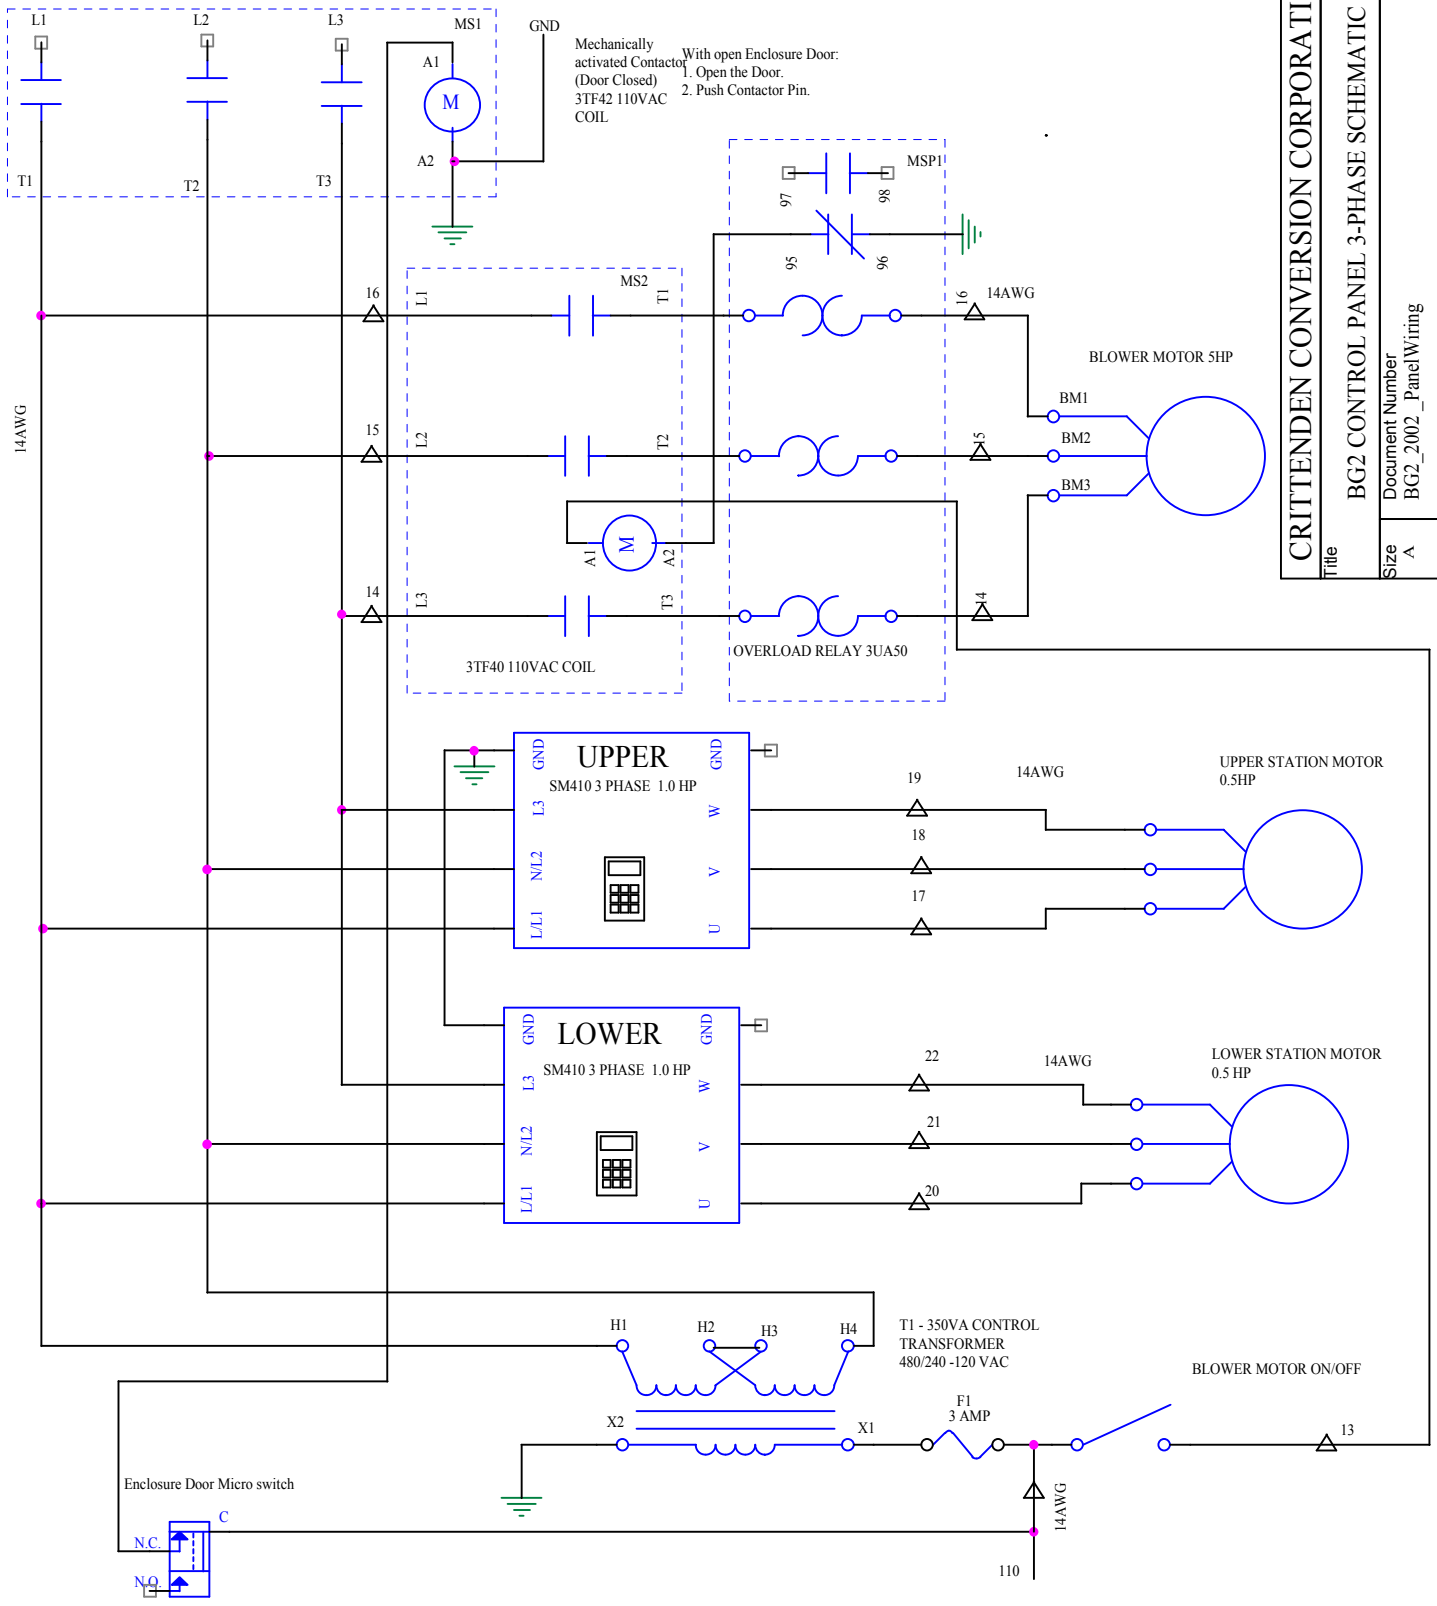 L1
L2
L3
MS1
GND
A1
M
A2
T1
T2
T3
Mechanically
activated Contactor
(Door Closed)
3TF42 110VAC
COIL
With open Enclosure Door:
1. Open the Door.
2. Push Contactor Pin.
MSP1
97
98
95
96
CRITTENDEN CONVERSION CORPORATI
Title
BG2 CONTROL PANEL 3-PHASE SCHEMATIC
Document Number
BG2_2002 _PanelWiring
Size
A
14AWG
16
L1
MS2
T1
16
14AWG
15
L2
T2
15
A1
M
A2
14
L3
T3
14
3TF40 110VAC COIL
OVERLOAD RELAY 3UA50
BLOWER MOTOR 5HP
BM1
BM2
BM3
GND
UPPER
GND
SM410 3 PHASE 1.0 HP
L3
W
N/L2
V
L/L1
U
19
14AWG
18
17
UPPER STATION MOTOR
0.5HP
GND
LOWER
GND
SM410 3 PHASE 1.0 HP
L3
W
N/L2
V
L/L1
U
22
14AWG
21
20
LOWER STATION MOTOR
0.5 HP
H1
H2
H3
H4
T1 - 350VA CONTROL
TRANSFORMER
480/240 -120 VAC
X2
X1
F1
3 AMP
BLOWER MOTOR ON/OFF
13
14AWG
110
Enclosure Door Micro switch
C
N.C.
N.O.